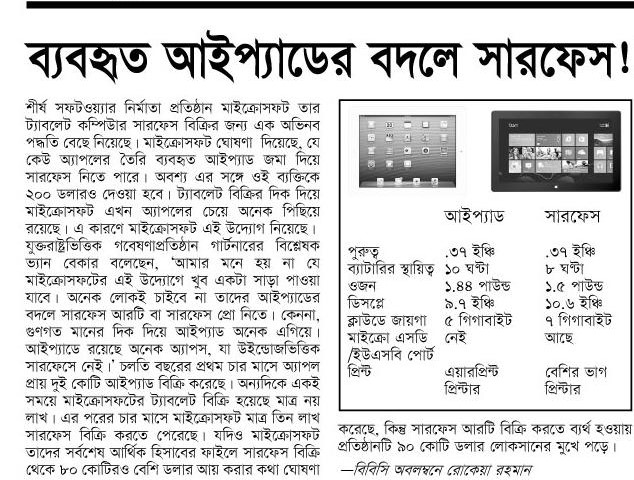 ব্যবহৃত আইপ্যাডের বদলে সারফেস!
শীর্ষ সফটওয়্যার নির্মাতা প্রতিষ্ঠান মাইক্রোসফট তার
ট্যাবলেট কম্পিউার সারফেস বিক্রির জন্য এক অভিনব
পদ্ধতি বেছে নিয়েছে। মাইক্রোসফট ঘোষণা দিয়েছে, যে
কেউ অ্যাপলের তৈরি ব্যবহৃত আইপ্যাড জমা দিয়ে
সারফেস নিতে পারে। অবশ্য এর সঙ্গে ওই ব্যক্তিকে
২০০ ডলারও দেওয়া হবে। ট্যাবলেট বিক্রির দিক দিয়ে
মাইক্রোসফট এখন অ্যাপলের চেয়ে অনেক পিছিয়ে
রয়েছে। এ কারণে মাইক্রোসফট এই উদ্যোগ নিয়েছে।
যুক্তরাষ্ট্রভিত্তিক গবেষণাপ্রতিষ্ঠান গার্টনারের বিশ্লেষক
ভ্যান বেকার বলেছেন, ‘আমার মনে হয় না যে
মাইক্রোসফটের এই উদ্যোগে খুব একটা সাড়া পাওয়া
যাবে। অনেক লোকই চাইবে না তাদের আইপ্যাডের
বদলে সারফেস আরটি বা সারফেস প্রো নিতে। কেননা,
গুণগত মানের দিক দিয়ে আইপ্যাড অনেক এগিয়ে।
আইপ্যাডে রয়েছে অনেক অ্যাপস, যা উইন্ডোজভিত্তিক
সারফেসে নেই।’ চলতি বছরের প্রথম চার মাসে অ্যাপল
প্রায় দুই কোটি আইপ্যাড বিক্রি করেছে। অন্যদিকে একই
সময়ে মাইক্রোসফটের ট্যাবলেট বিক্রি হয়েছে মাত্র নয়
লাখ। এর পরের চার মাসে মাইক্রোসফট মাত্র তিন লাখ
সারফেস বিক্রি করতে পেরেছে। যদিও মাইক্রোসফট
তাদের সর্বশেষ আর্থিক হিসাবের ফাইলে সারফেস বিক্রি
থেকে ৮০ কোটিরও বেশি ডলার আয় করার কথা ঘোষণা
আইপ্যাড সারফেস
পুরুত্ব .৩৭ ইঞ্চি .৩৭ ইঞ্চি
ব্যাটারির স্থায়িত্ব ১০ ঘণ্টা ৮ ঘণ্টা
ওজন ১.৪৪ পাউন্ড ১.৫ পাউন্ড
ডিসপ্লে ৯.৭ ইঞ্চি ১০.৬ ইঞ্চি
ক্লাউডে জায়গা ৫ গিগাবাইট ৭ গিগাবাইট
মাইক্রো এসডি নেই আছে
/ইউএসবি পোর্ট
প্রিন্ট এয়ারপ্রিন্ট বেশির ভাগ
প্রিন্টার প্রিন্টার
করেছে, কিন্তু সারফেস আরটি বিক্রি করতে ব্যর্থ হওয়ায়
প্রতিষ্ঠানটি ৯০ কোটি ডলার লোকসানের মুখে পড়ে।
—বিবিসি অবলম্বনে রোকেয়া রহমান